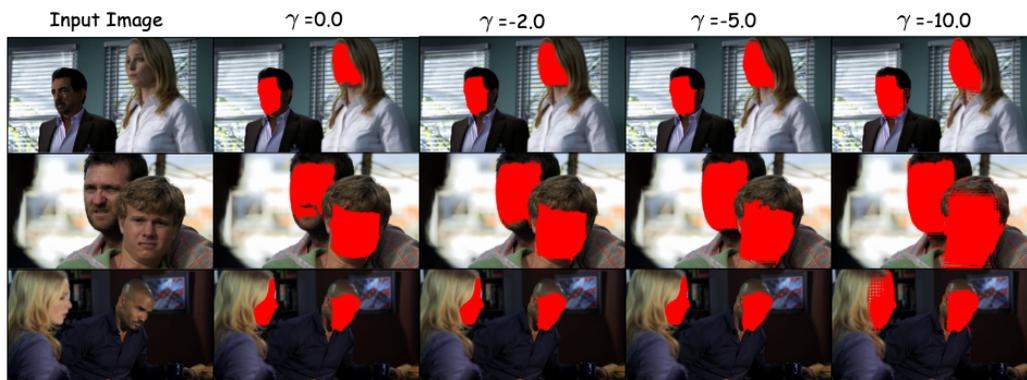 Input Image γ =0.0 γ =-2.0 γ =-5.0 γ =-10.0